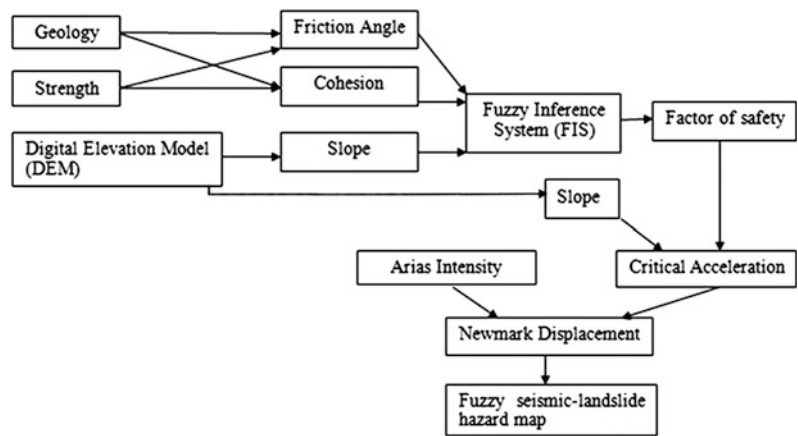 Geology
Friction Angle
Strength
Cohesion
Fuzzy Inference
System (FIS)
Factor of safety
Digital Elevation Model
(DEM)
Slope
Slope
Arias Intensity
Critical Acceleration
Newmark Displacement
Fuzzy seismic-landslide
hazard map